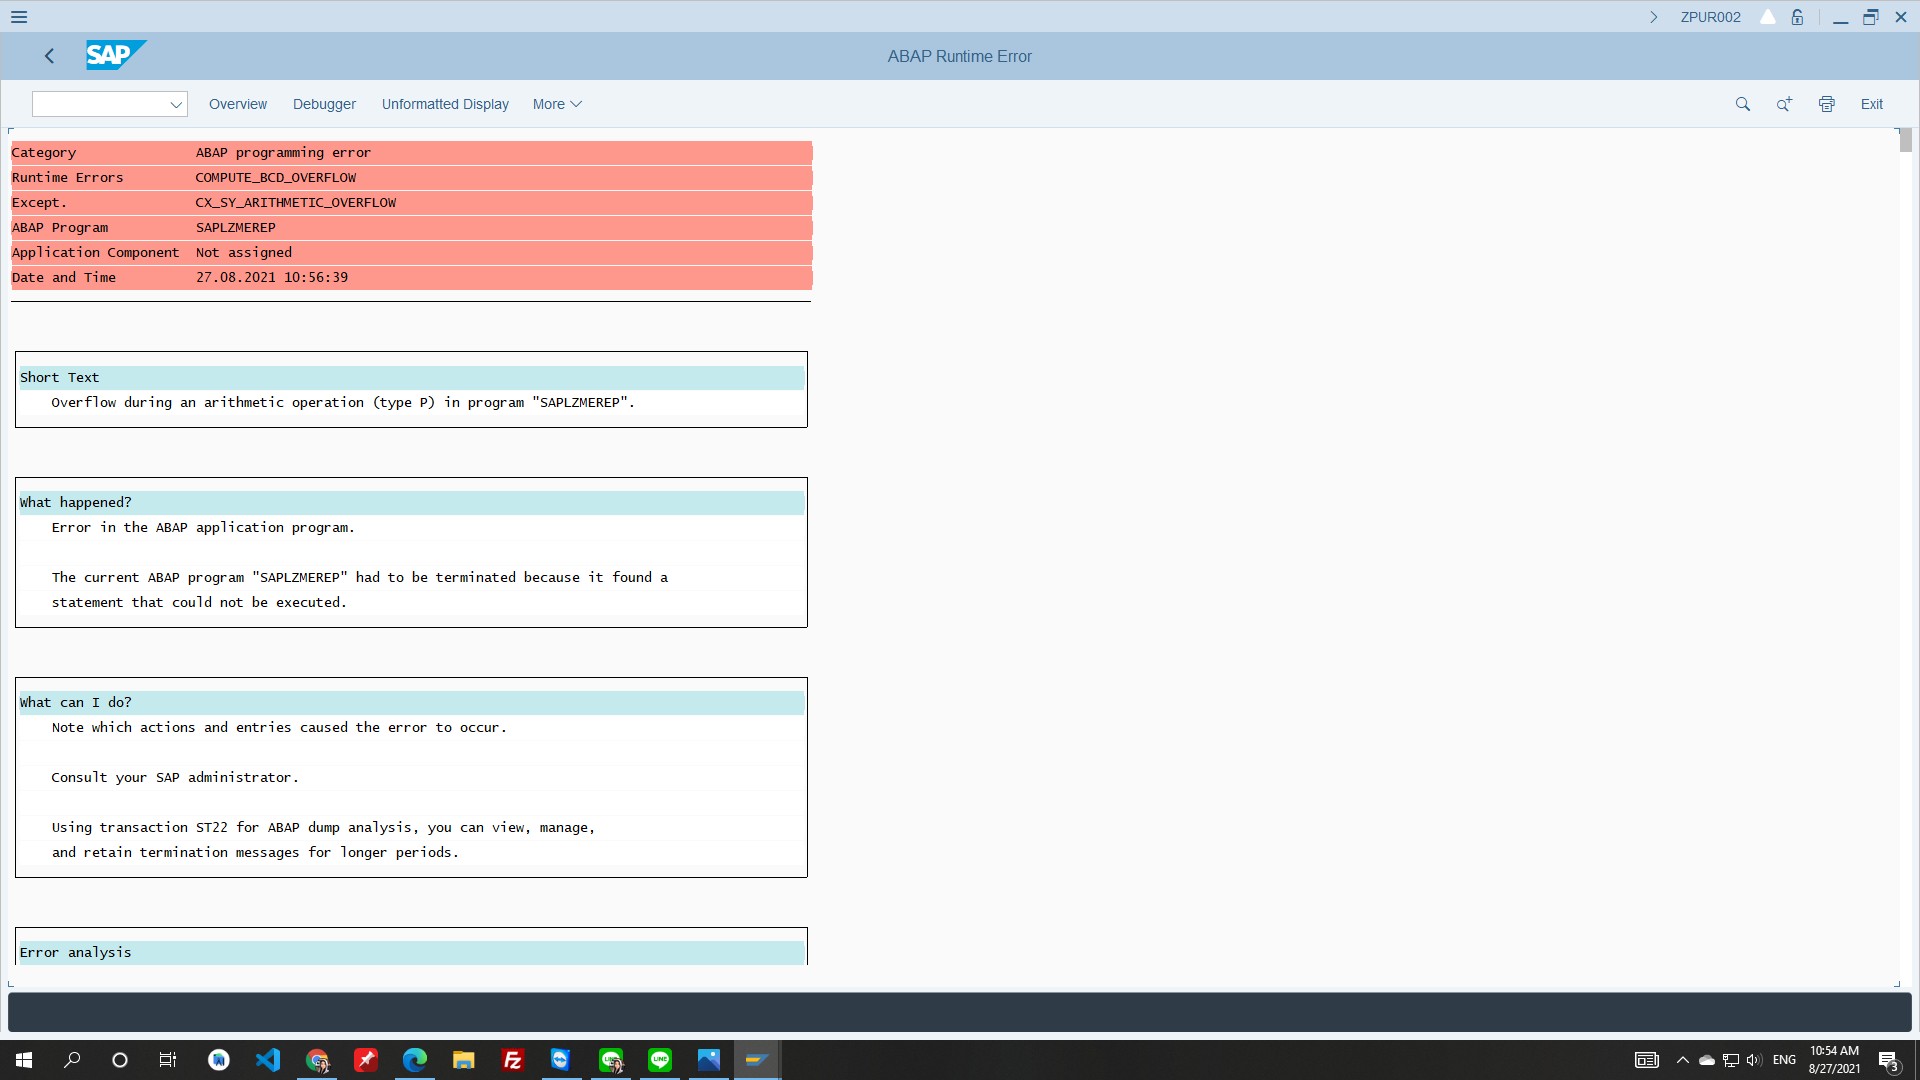 ZPUR002
SAP
ABAP Runtime Error
Overview Debugger Unformatted Display More Exit
Category ABAP programming error
Runtime Errors COMPUTE_BCD_OVERFLOW
Except. CX_SY_ARITHMETIC_OVERFLOW
ABAP Program SAPLZMEREP
Application Component Not assigned
Date and Time 27.08.2021 10:56:39
Short Text
Overflow during an arithmetic operation (type P) in program "SAPLZMEREP".
What happened?
Error in the ABAP application program.
The current ABAP program "SAPLZMEREP" had to be terminated because it found a
statement that could not be executed.
What can I do?
Note which actions and entries caused the error to occur.
Consult your SAP administrator.
Using transaction ST22 for ABAP dump analysis, you can view, manage,
and retain termination messages for longer periods.
Error analysis
Fz
LINE
LINE
ENG
10:54 AM
8/27/2021
3